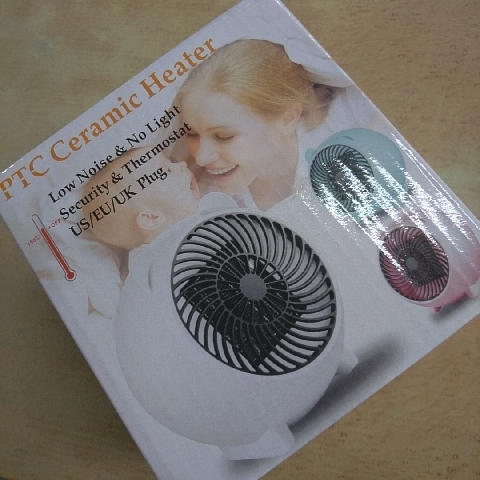 PTC Ceramic Heater
Low Noise & No Light
Security & Thermostat
US/EU/UK Plug